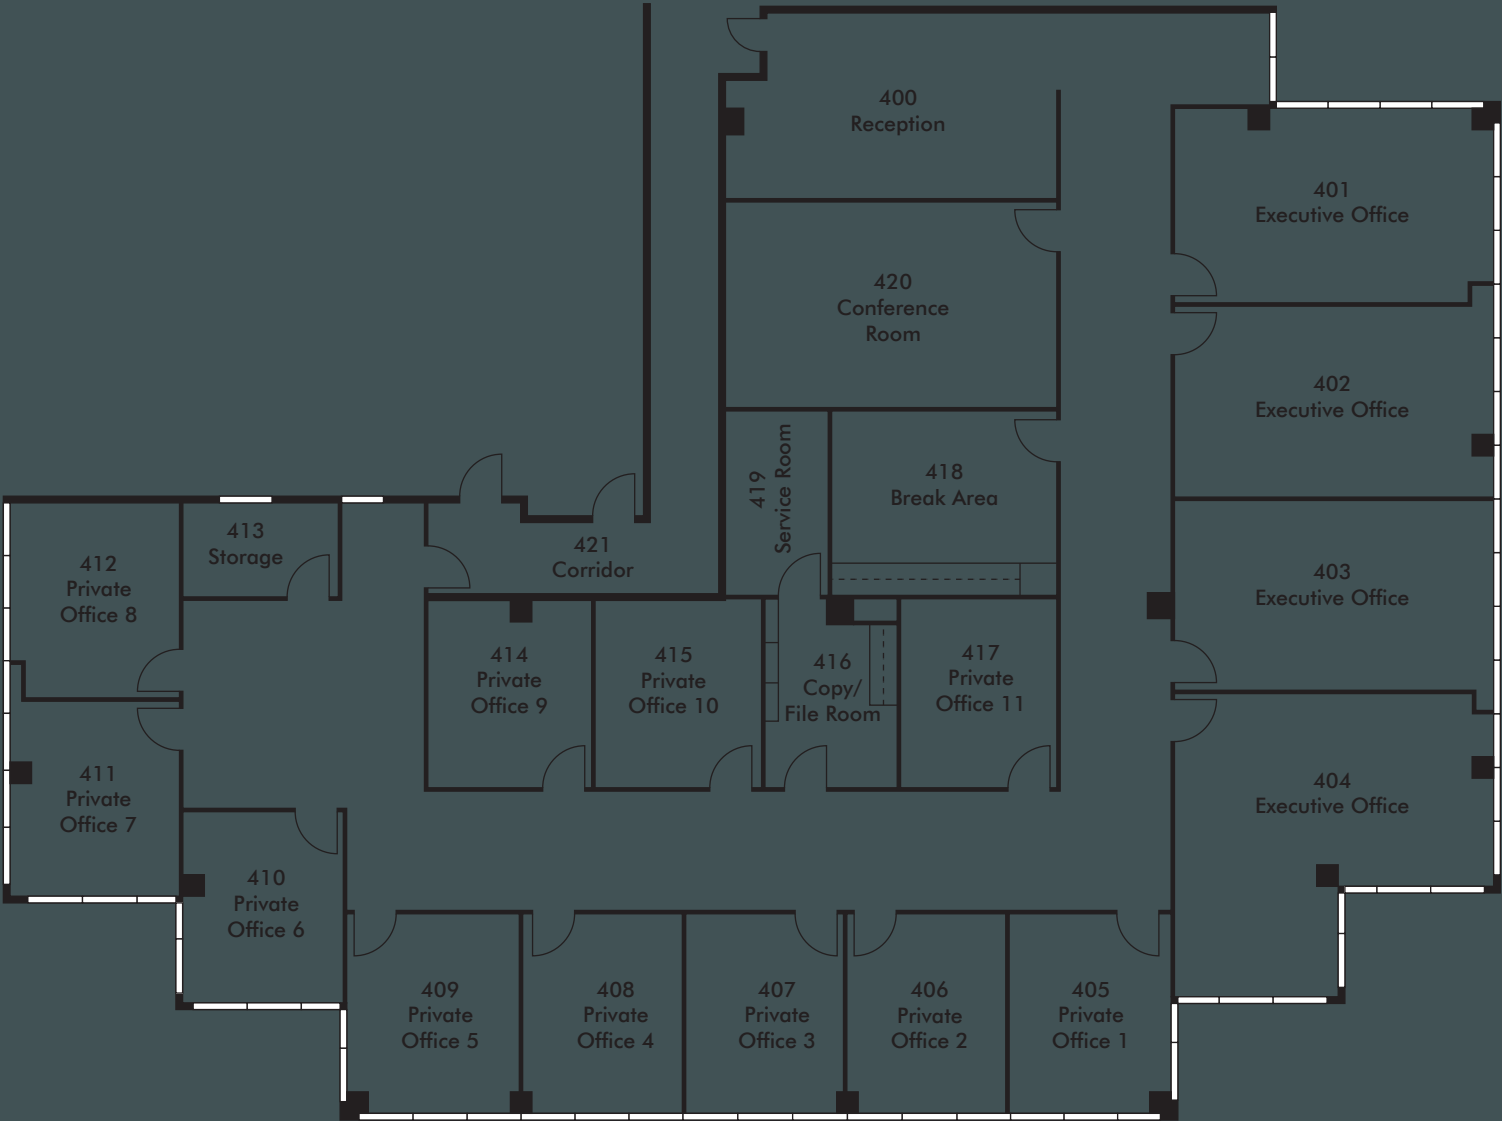 400
Reception
401
Executive Office
420
Conference
Room
402
Executive Office
419
Service Room
418
Break Area
413
Storage
421
Corridor
412
Private
Office 8
403
Executive Office
414
Private
Office 9
415
Private
Office 10
416
Copy/
File Room
417
Private
Office 11
411
Private
Office 7
404
Executive Office
410
Private
Office 6
409
Private
Office 5
408
Private
Office 4
407
Private
Office 3
406
Private
Office 2
405
Private
Office 1